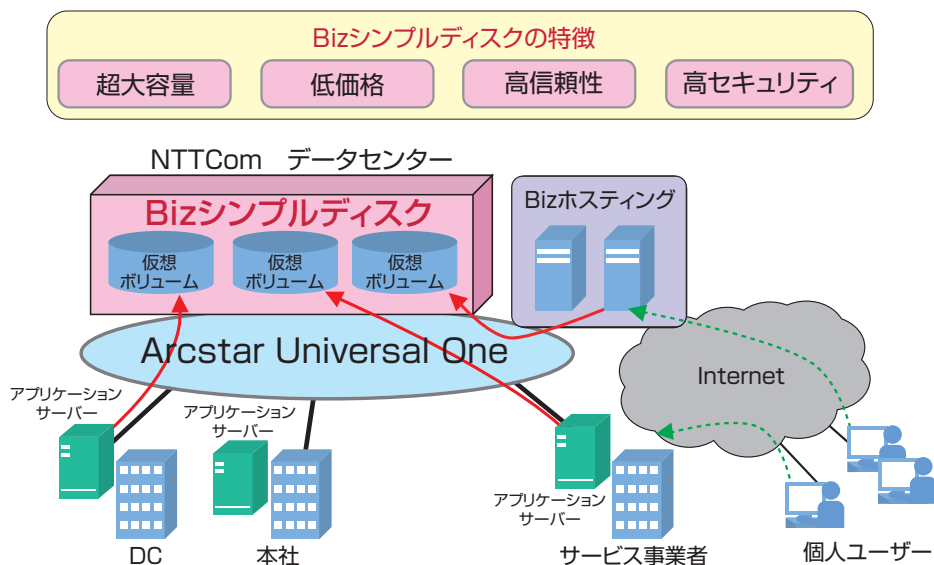 Bizシンプルディスクの特徴
超大容量
低価格
高信頼性
高セキュリティ
NTTCom データセンター
Bizシンプルディスク
Bizホスティング
仮想
ボリューム
仮想
ボリューム
仮想
ボリューム
Arcstar Universal One
Internet
アプリケーション
サーバー
アプリケーション
サーバー
アプリケーション
サーバー
DC
本社
サービス事業者
個人ユーザー